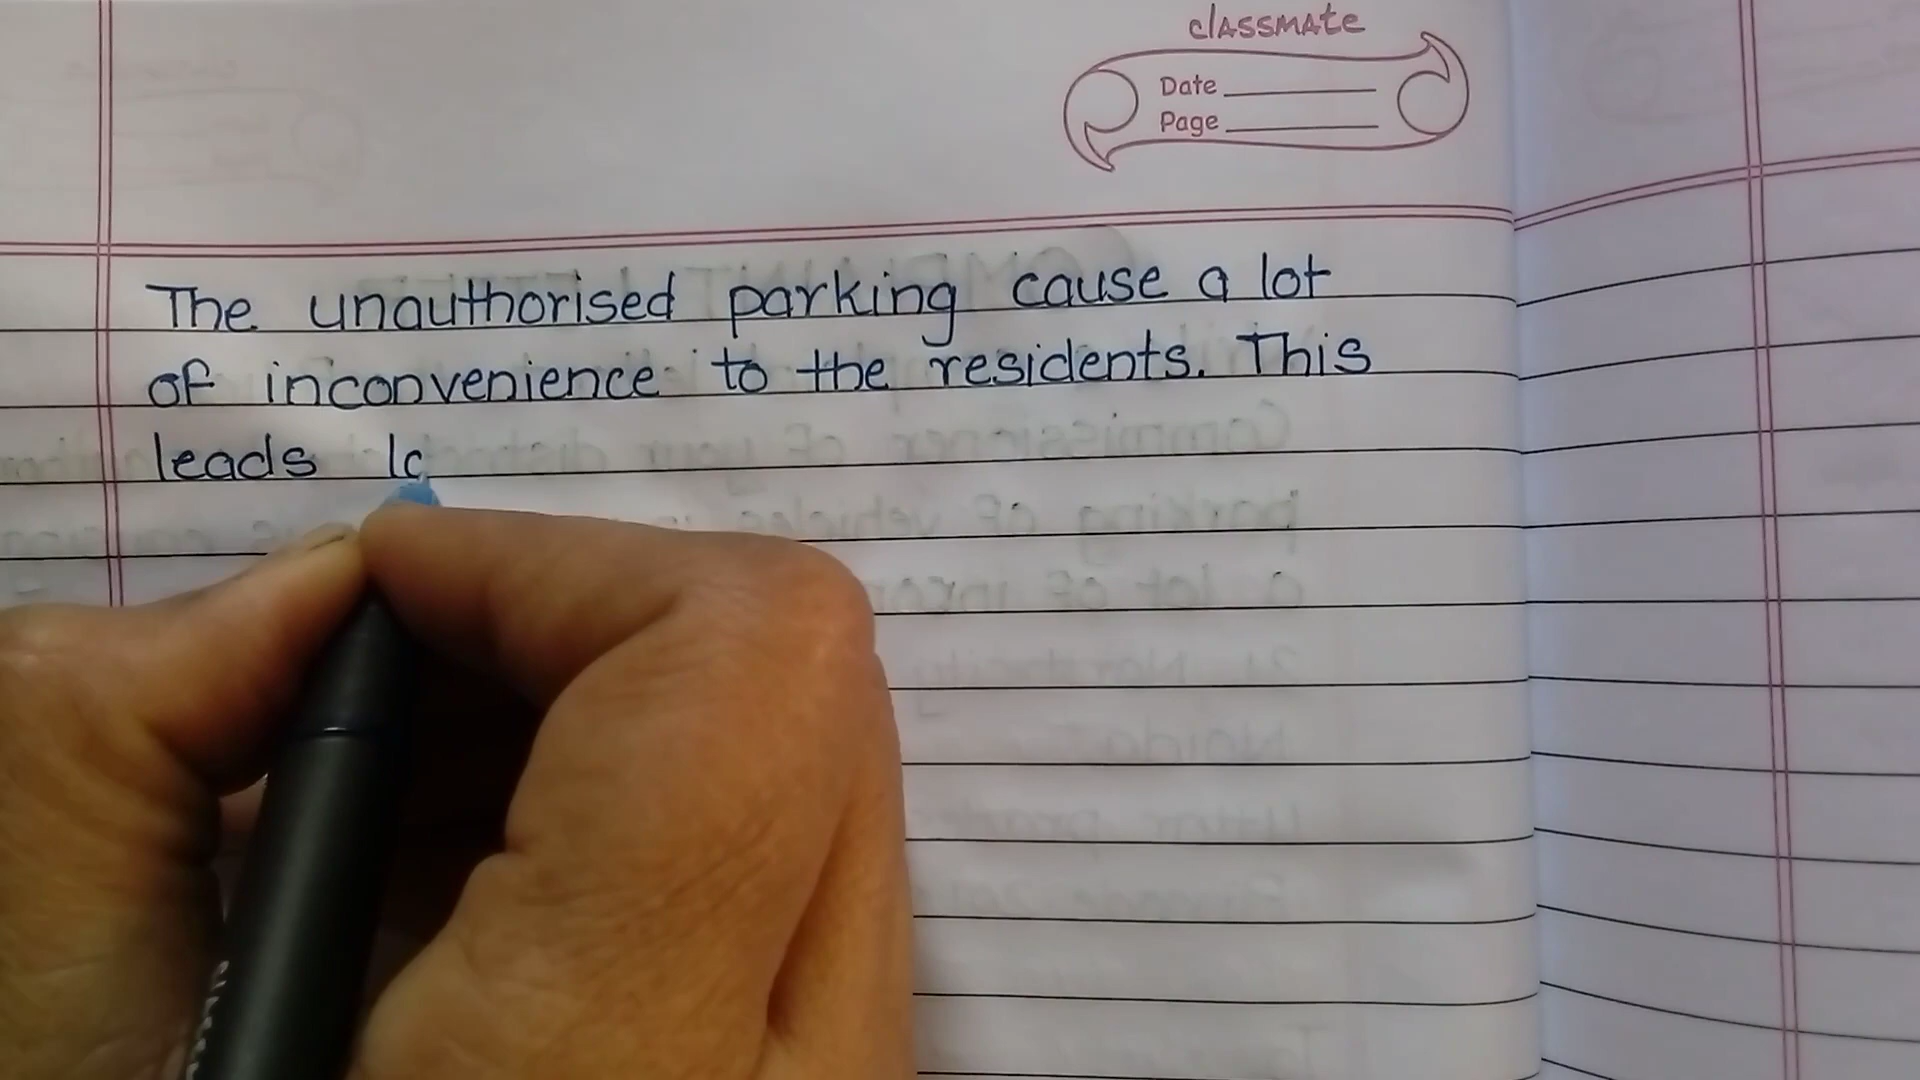 classmate
Date
Page
The unauthorised parking cause a lot
of inconvenience to the residents. This
leads